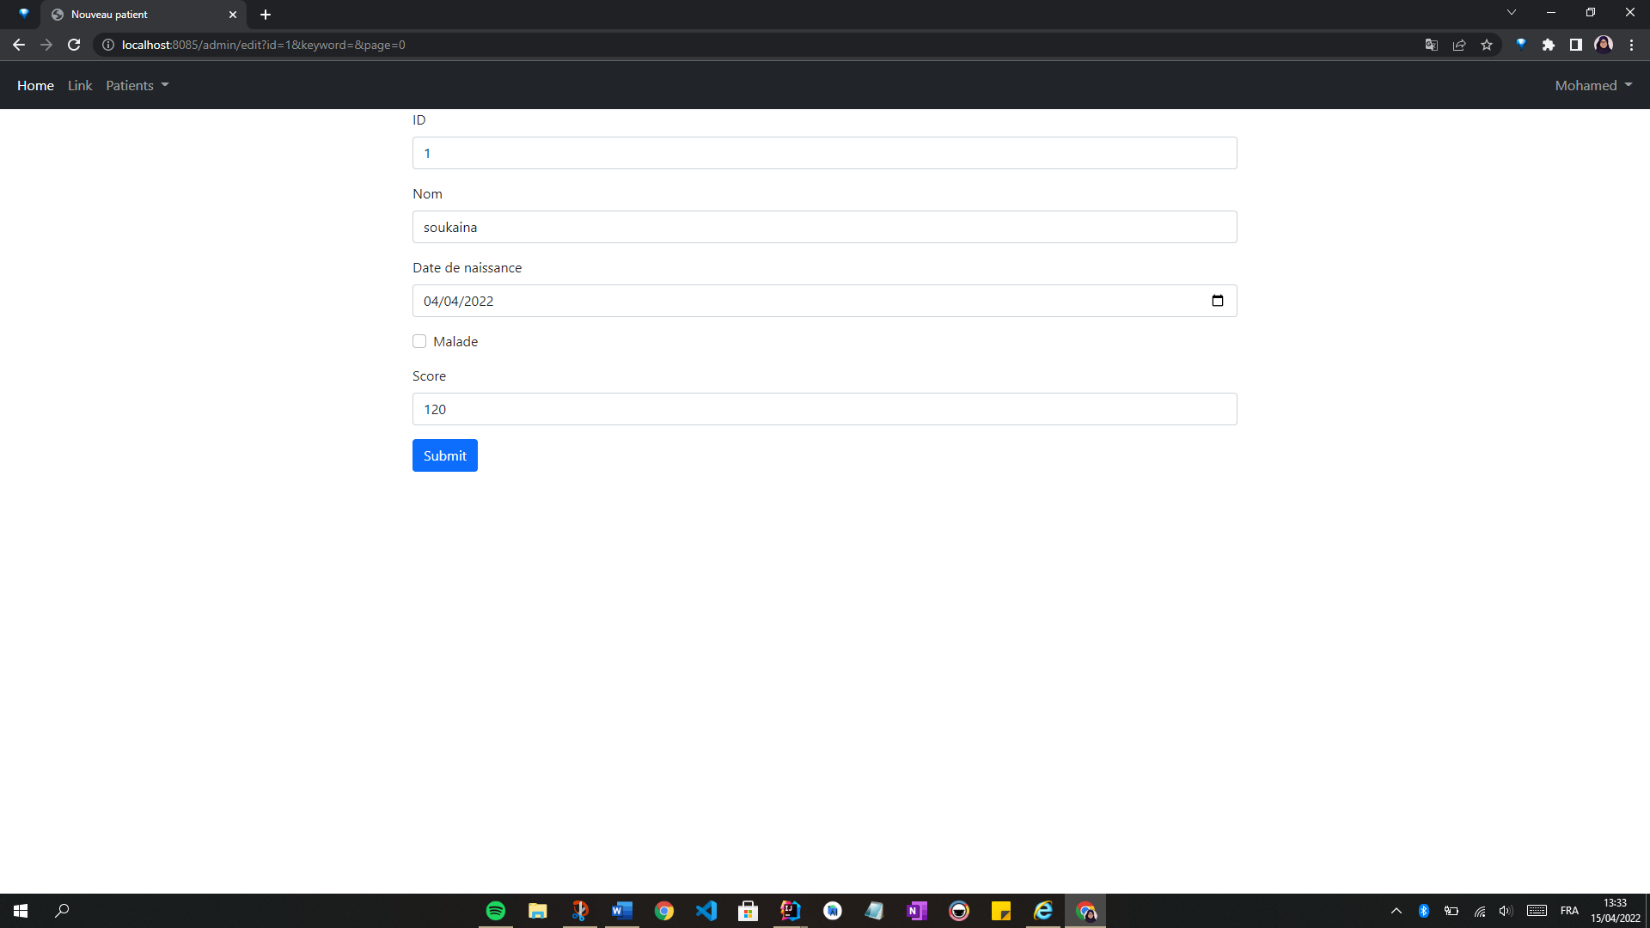 Nouveau patient
localhost:8085/admin/edit?id=1&keyword=&page=0
Home Link Patients Mohamed
ID
1
Nom
soukaina
Date de naissance
04/04/2022
Malade
Score
120
Submit
FRA
13:33
15/04/2022